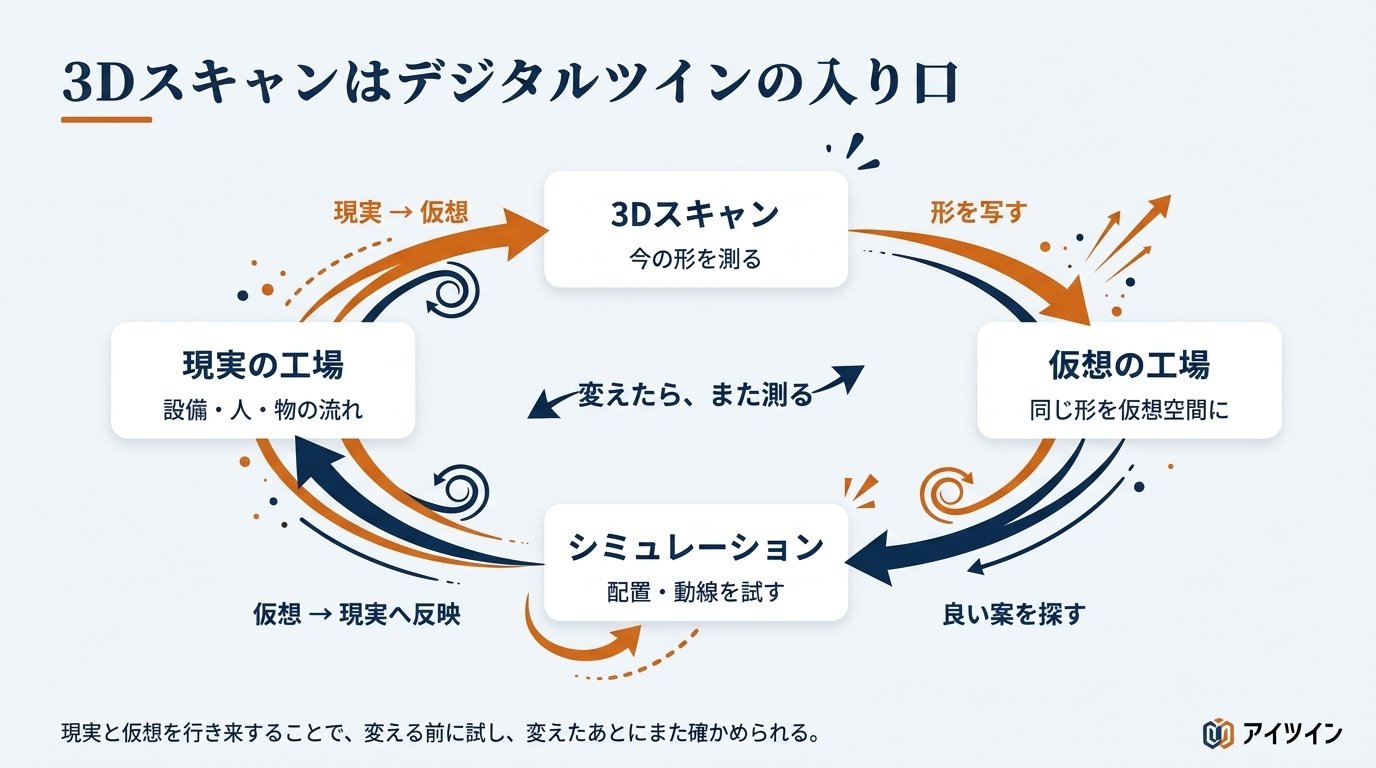 3Dスキャンはデジタルツインの入り口
現実 → 仮想
3Dスキャン
今の形を測る
形を写す
現実の工場
設備・人・物の流れ
変えたら、また測る
仮想の工場
同じ形を仮想空間に
シミュレーション
配置・動線を試す
仮想 → 現実へ反映
良い案を探す
現実と仮想を行き来することで、変える前に試し、変えたあとにまた確かめられる。
アイツイン